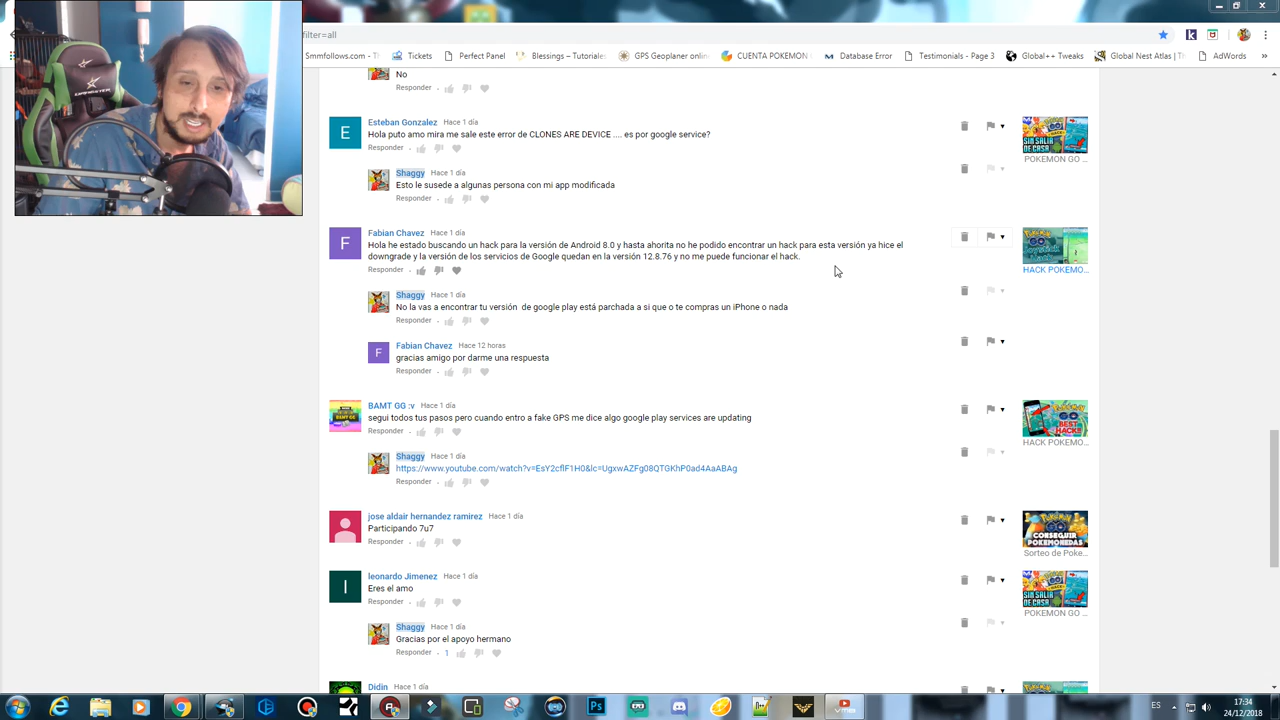 filter=all
Smmfollows.com - T
Tickets
Perfect Panel
Blessings – Tutoriale
GPS Geoplaner onlin
CUENTA POKEMON
Database Error
Testimonials - Page 3
Global++ Tweaks
Global Nest Atlas | Th
AdWords
»
No
Responder
E
Esteban Gonzalez Hace 1 día
Hola puto amo mira me sale este error de CLONES ARE DEVICE .... es por google service?
Responder
POKEMON GO ...
Shaggy Hace 1 día
Esto le susede a algunas persona con mi app modificada
Responder
F
Fabian Chavez Hace 1 día
Hola he estado buscando un hack para la versión de Android 8.0 y hasta ahorita no he podido encontrar un hack para esta versión ya hice el
downgrade y la versión de los servicios de Google quedan en la versión 12.8.76 y no me puede funcionar el hack.
Responder
HACK POKEMO...
Shaggy Hace 1 día
No la vas a encontrar tu versión de google play está parchada a si que o te compras un iPhone o nada
Responder
F
Fabian Chavez Hace 12 horas
gracias amigo por darme una respuesta
Responder
BAMT GG :v Hace 1 día
segui todos tus pasos pero cuando entro a fake GPS me dice algo google play services are updating
Responder
HACK POKEMO...
Shaggy Hace 1 día
https://www.youtube.com/watch?v=EsY2cflF1H0&lc=UgxwAZFg08QTGKhP0ad4AaABAg
Responder
jose aldair hernandez ramirez Hace 1 día
Participando 7u7
Responder
CONSEGUIR
POKEMONEDAS
Sorteo de Poke...
l
leonardo Jimenez Hace 1 día
Eres el amo
Responder
SIN SALIR
DE CASA
POKEMON GO ...
Shaggy Hace 1 día
Gracias por el apoyo hermano
Responder 1
Didin Hace 1 día
ES
17:34
24/12/2018